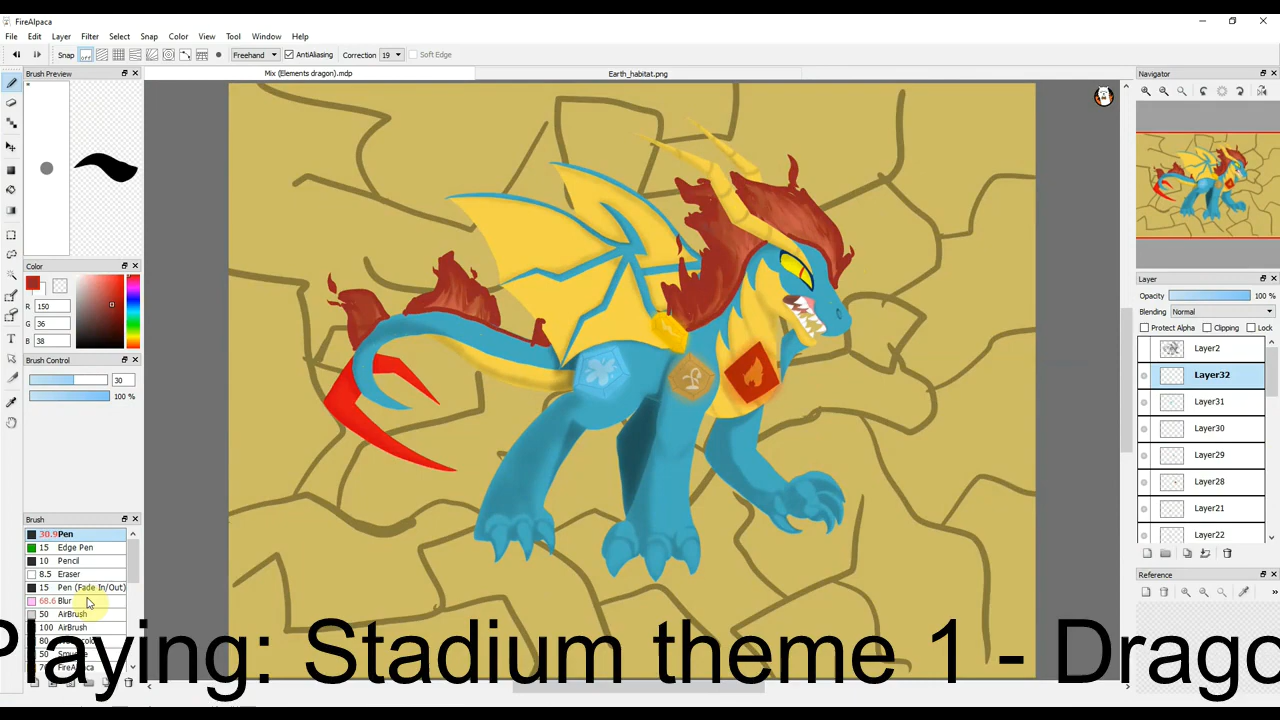 FireAlpaca
File Edit Layer Filter Select Snap Color View Tool Window Help
Snap off Freehand AntiAliasing Correction 19 Soft Edge
Brush Preview
Mix (Elements dragon).mdp
Earth_habitat.png
Navigator
Color
R 150
G 36
B 38
Brush Control
30
100 %
Brush
30.9 Pen
15 Edge Pen
10 Pencil
8.5 Eraser
15 Pen (Fade In/Out)
68.6 Blur
50 AirBrush
100 AirBrush
80
50
FireAlpaca
Layer
Opacity 100 %
Blending Normal
Protect Alpha Clipping Lock
Layer2
Layer32
Layer31
Layer30
Layer29
Layer28
Layer21
Layer22
Reference
Playing: Stadium theme 1 - Drago